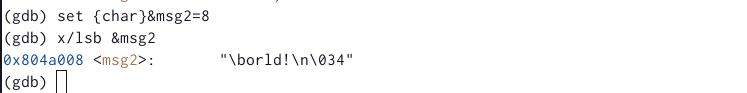 (gdb) set {char}&msg2=8
(gdb) x/lsb &msg2
0x804a008 <msg2>: "\borld!\n\034"
(gdb)